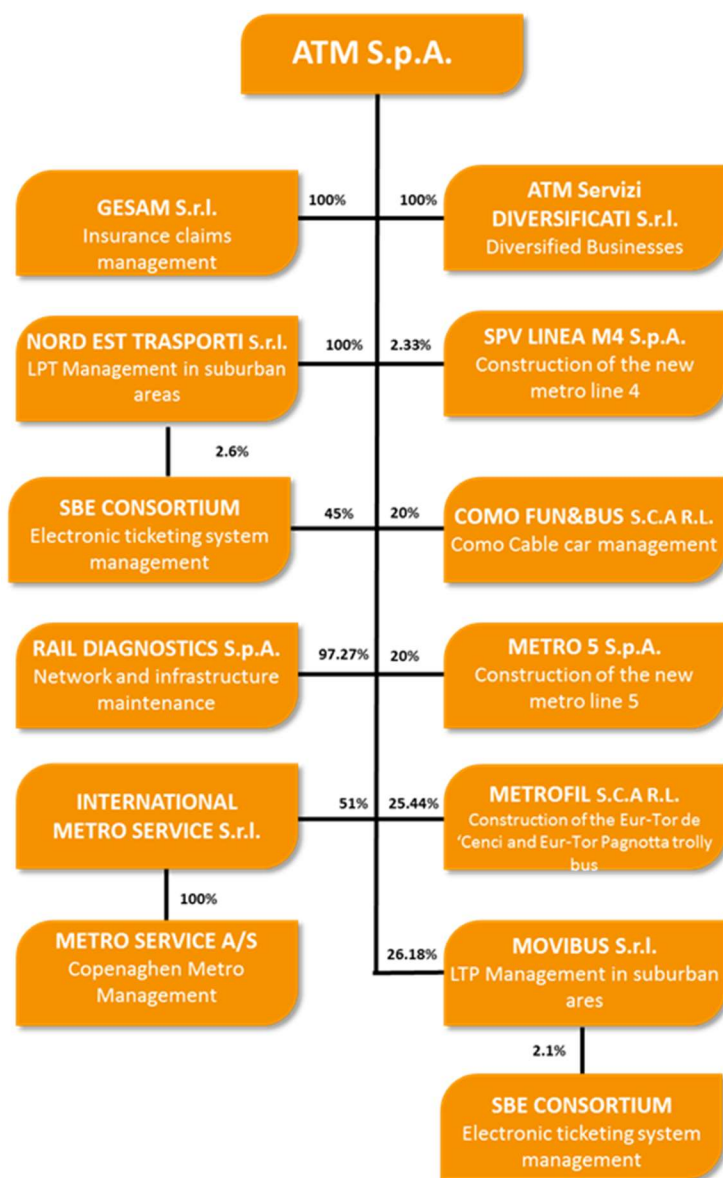 ATM S.p.A.
100%
100%
GESAM S.r.l.
Insurance claims
management
ATM Servizi
DIVERSIFICATI S.r.l.
Diversified Businesses
NORD EST TRASPORTI S.r.l.
LPT Management in suburban
areas
100%
2.33%
SPV LINEA M4 S.p.A.
Construction of the new
metro line 4
2.6%
SBE CONSORTIUM
Electronic ticketing system
management
45%
20%
COMO FUN&BUS S.C.A R.L.
Como Cable car management
RAIL DIAGNOSTICS S.p.A.
Network and infrastructure
maintenance
97.27%
20%
METRO 5 S.p.A.
Construction of the new
metro line 5
INTERNATIONAL
METRO SERVICE S.r.l.
51%
25.44%
METROFIL S.C.A R.L.
Construction of the Eur-Tor de
‘Cenci and Eur-Tor Pagnotta trolly
bus
100%
METRO SERVICE A/S
Copenaghen Metro
Management
26.18%
MOVIBUS S.r.l.
LTP Management in suburban
ares
2.1%
SBE CONSORTIUM
Electronic ticketing system
management